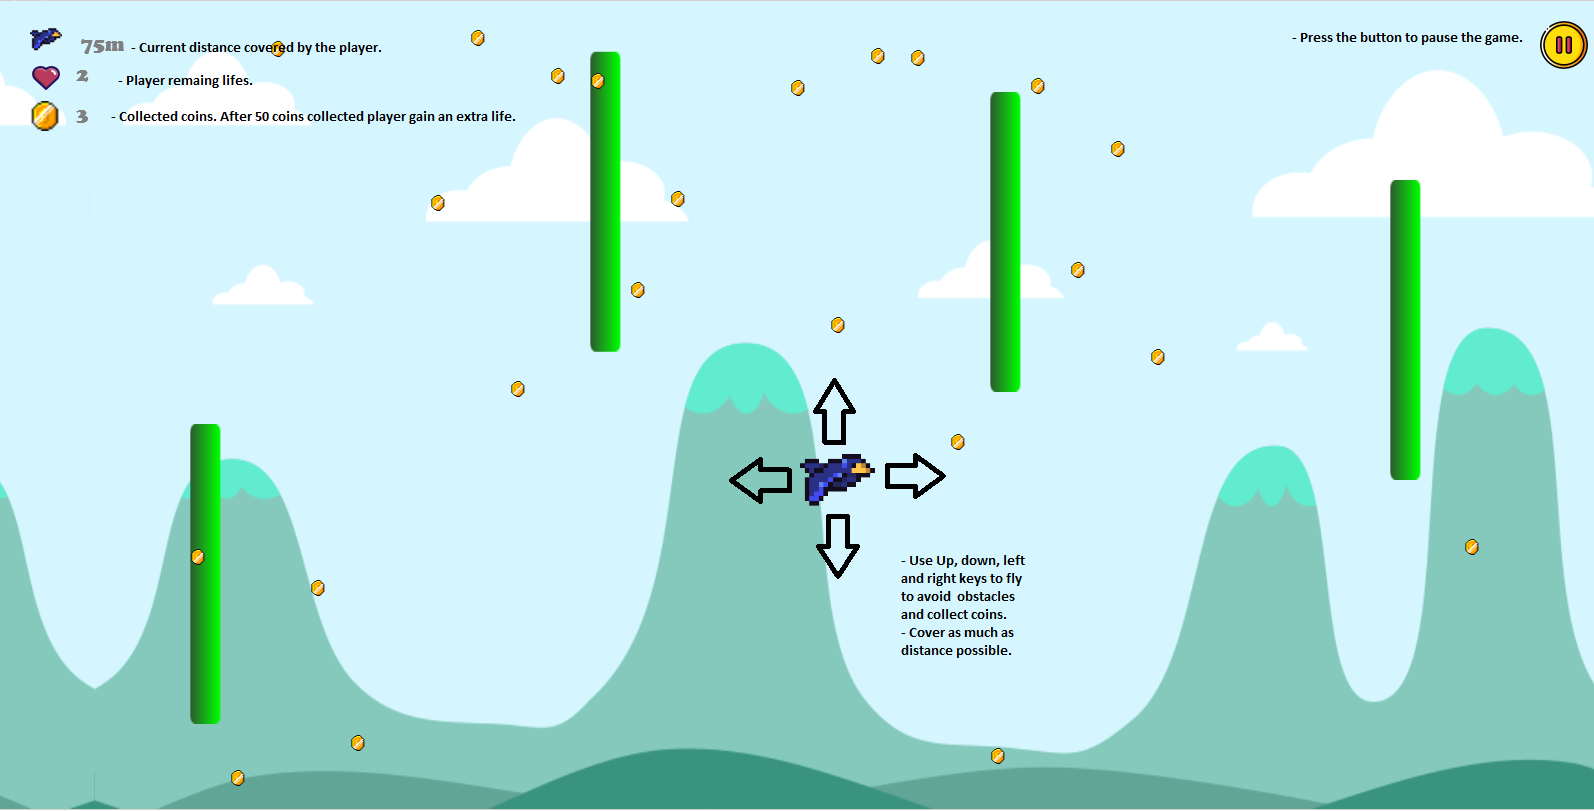 75m - Current distance covered by the player.
- Press the button to pause the game.
2 - Player remaing lifes.
3 - Collected coins. After 50 coins collected player gain an extra life.
- Use Up, down, left
and right keys to fly
to avoid obstacles
and collect coins.
- Cover as much as
distance possible.